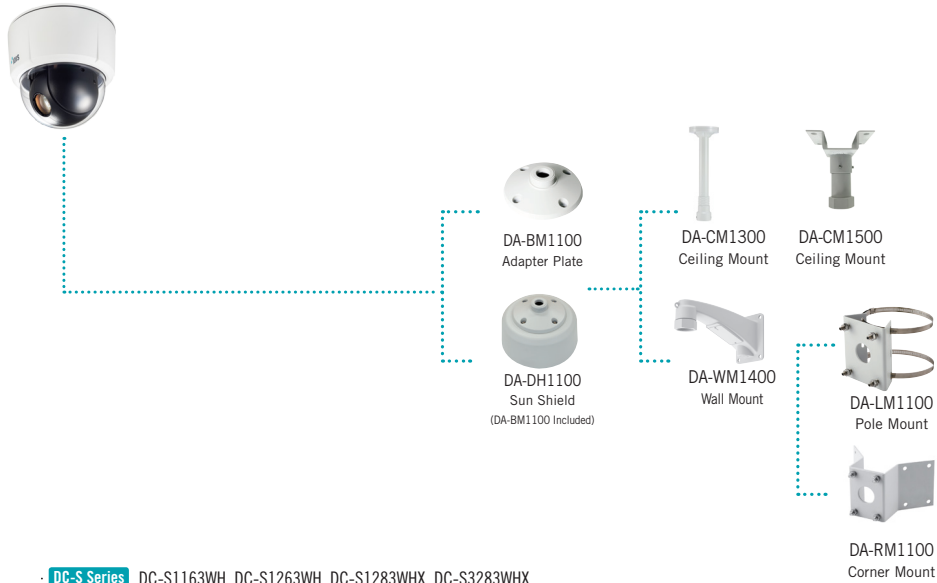 DA-BM1100
Adapter Plate
DA-CM1300
Ceiling Mount
DA-CM1500
Ceiling Mount
DA-DH1100
Sun Shield
(DA-BM1100 Included)
DA-WM1400
Wall Mount
DA-LM1100
Pole Mount
DA-RM1100
Corner Mount
· DC-S Series DC-S1163WH, DC-S1263WH, DC-S1283WHX, DC-S3283WHX